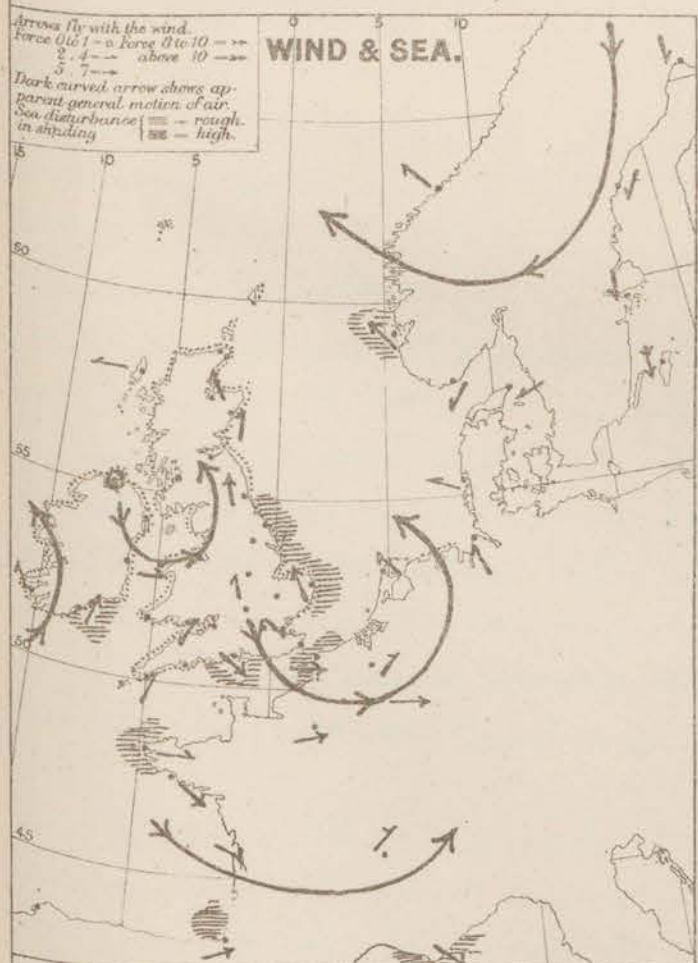 Arrows fly with the wind.
Force 0 to 1 – o Force 8 to 10 –
2 . 4 – above 10 –
5 . 7 –
Dark curved arrow shows ap-
parent general motion of air.
Sea disturbance { – rough.
in shading { – high.
WIND & SEA.
15
10
5
0
5
10
60
55
50
45